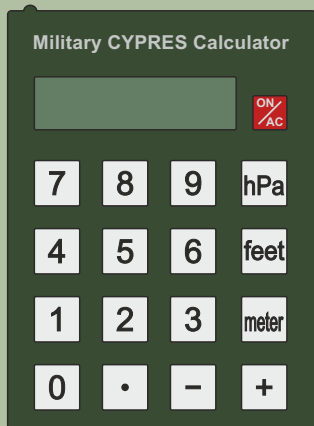 Military CYPRES Calculator
ON/AC
7 8 9 hPa
4 5 6 feet
1 2 3 meter
0 . - +